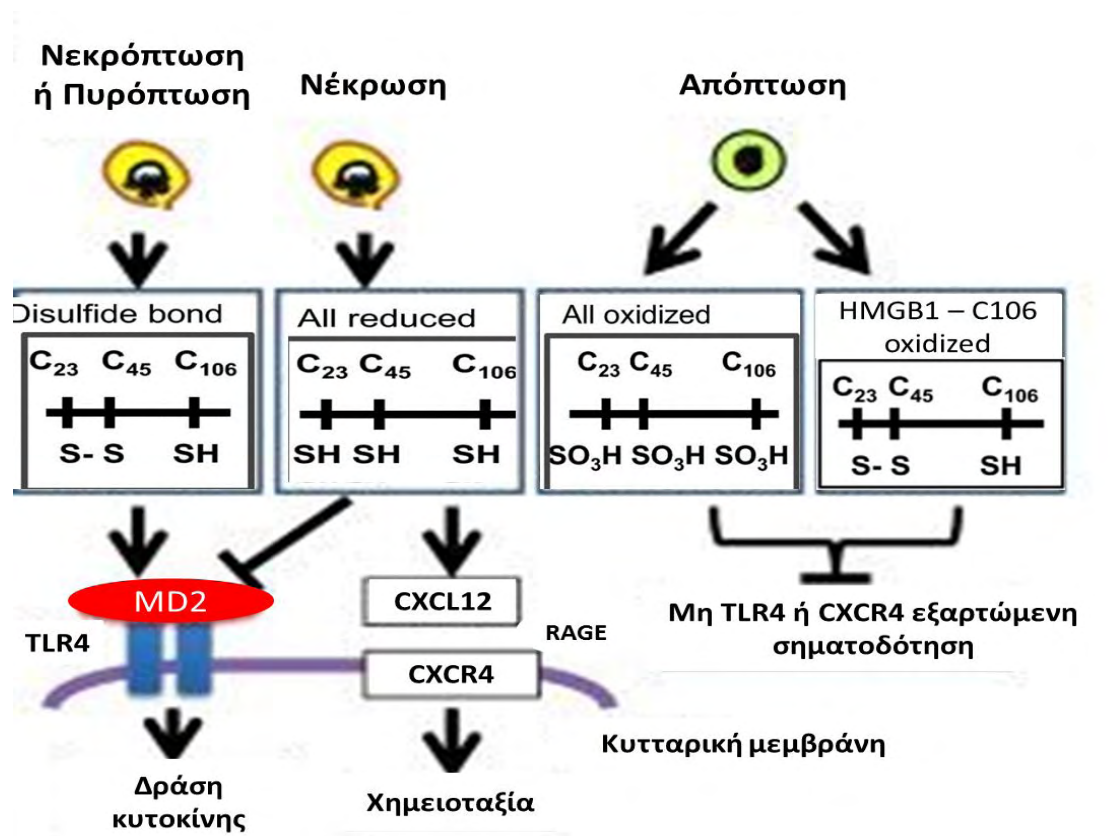 Νεκρόπτωση
ή Πυρόπτωση
Νέκρωση
Απόπτωση
Disulfide bond
C23 C45 C106
S- S SH
All reduced
C23 C45 C106
SH SH SH
All oxidized
C23 C45 C106
SO3H SO3H SO3H
HMGB1 – C106
oxidized
C23 C45 C106
S- S SH
MD2
TLR4
CXCL12
RAGE
CXCR4
Μη TLR4 ή CXCR4 εξαρτώμενη
σηματοδότηση
Κυτταρική μεμβράνη
Δράση
κυτοκίνης
Χημειοταξία